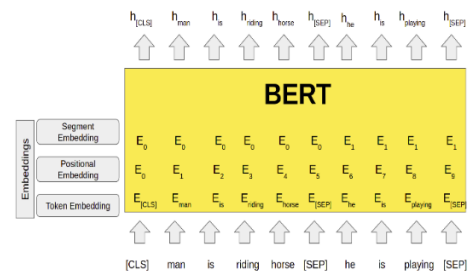 h[CLS] hman his hriding hhorse h[SEP] hhe his hplaying h[SEP]
BERT
Embeddings
Segment Embedding E0 E0 E0 E0 E0 E0 E1 E1 E1 E1
Positional Embedding E0 E1 E2 E3 E4 E5 E6 E7 E8 E9
Token Embedding E[CLS] Eman Eis Eriding Ehorse E[SEP] Ehe Eis Eplaying E[SEP]
[CLS] man is riding horse [SEP] he is playing [SEP]